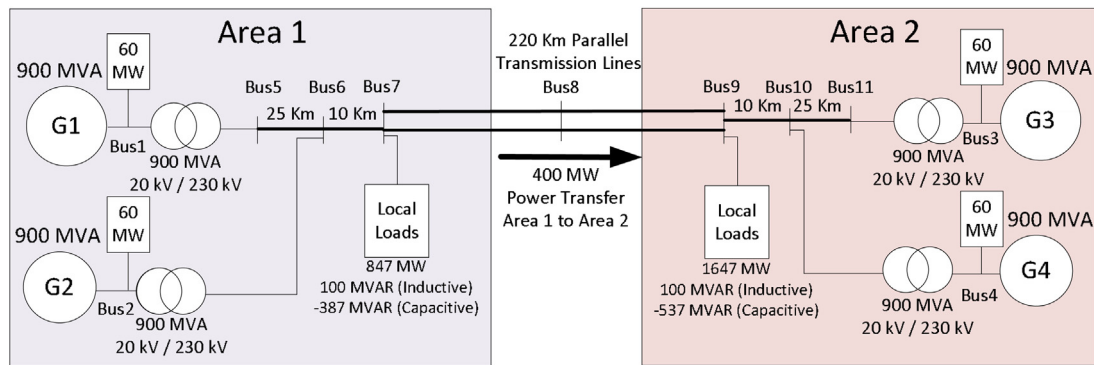 Area 1
60
MW
900 MVA
G1
Bus1
900 MVA
20 kV / 230 kV
Bus5
25 Km
Bus6
10 Km
Bus7
60
MW
900 MVA
G2
Bus2
900 MVA
20 kV / 230 kV
Local
Loads
847 MW
100 MVAR (Inductive)
-387 MVAR (Capacitive)
220 Km Parallel
Transmission Lines
Bus8
400 MW
Power Transfer
Area 1 to Area 2
Area 2
Bus9
10 Km
Bus10
25 Km
Bus11
60
MW
900 MVA
G3
Bus3
900 MVA
20 kV / 230 kV
Local
Loads
1647 MW
100 MVAR (Inductive)
-537 MVAR (Capacitive)
60
MW
900 MVA
G4
Bus4
900 MVA
20 kV / 230 kV